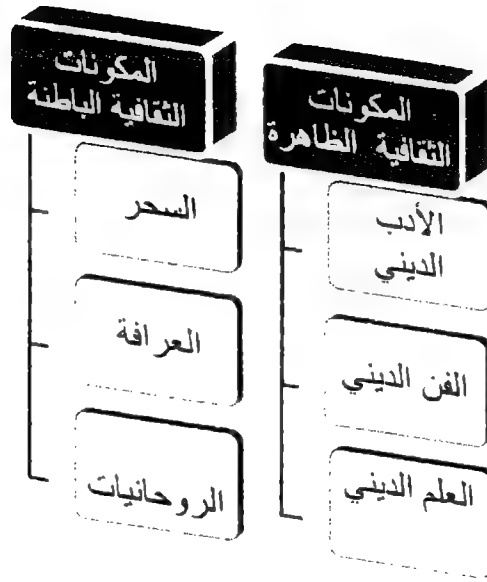 المكونات
الثقافية الظاهرة
الأدب
الديني
الفن الديني
العلم الديني
المكونات
الثقافية الباطنة
السحر
العرافة
الروحانيات